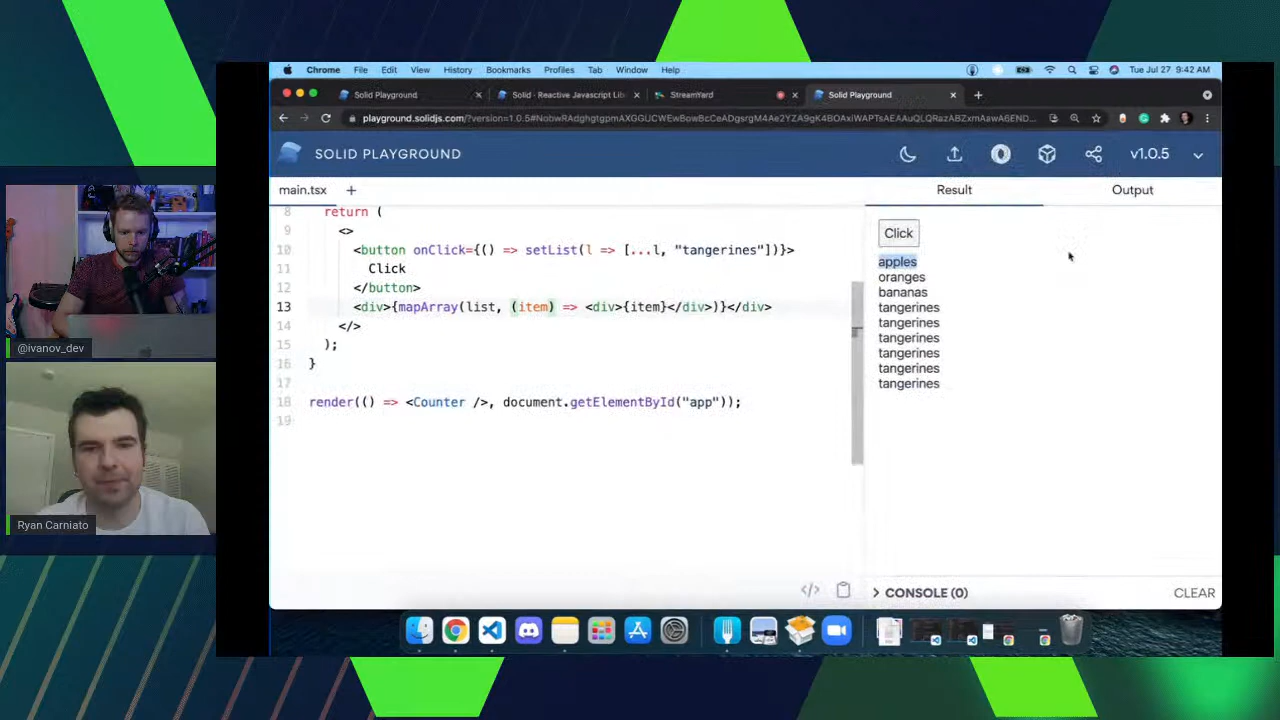 Chrome File Edit View History Bookmarks Profiles Tab Window Help Tue Jul 27 9:42 AM
Solid Playground Solid · Reactive Javascript Lib StreamYard Solid Playground
SOLID PLAYGROUND
v1.0.5
main.tsx
Result
Output
8 return (
9 <>
10 <button onClick={() => setList(l => [...l, "tangerines"])}>
11 Click
12 </button>
13 <div>{mapArray(list, (item) => <div>{item}</div>)}</div>
14 </>
15 );
16 }
17
18 render(() => <Counter />, document.getElementById("app"));
19
Click
apples
oranges
bananas
tangerines
tangerines
tangerines
tangerines
tangerines
tangerines
CONSOLE (0)
CLEAR
@ivanov_dev
Ryan Carniato